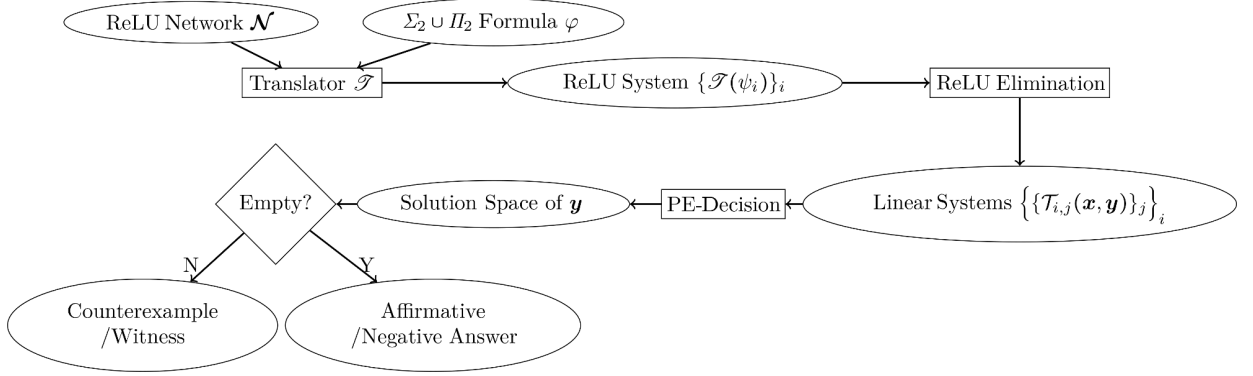 ReLU Network 𝓝
Σ₂ ∪ Π₂ Formula φ
Translator 𝒯
ReLU System {𝒯(ψᵢ)}ᵢ
ReLU Elimination
Empty?
Solution Space of y
PE-Decision
Linear Systems {{𝒯ᵢ,ⱼ(x, y)}ⱼ}ᵢ
N
Y
Counterexample
/Witness
Affirmative
/Negative Answer